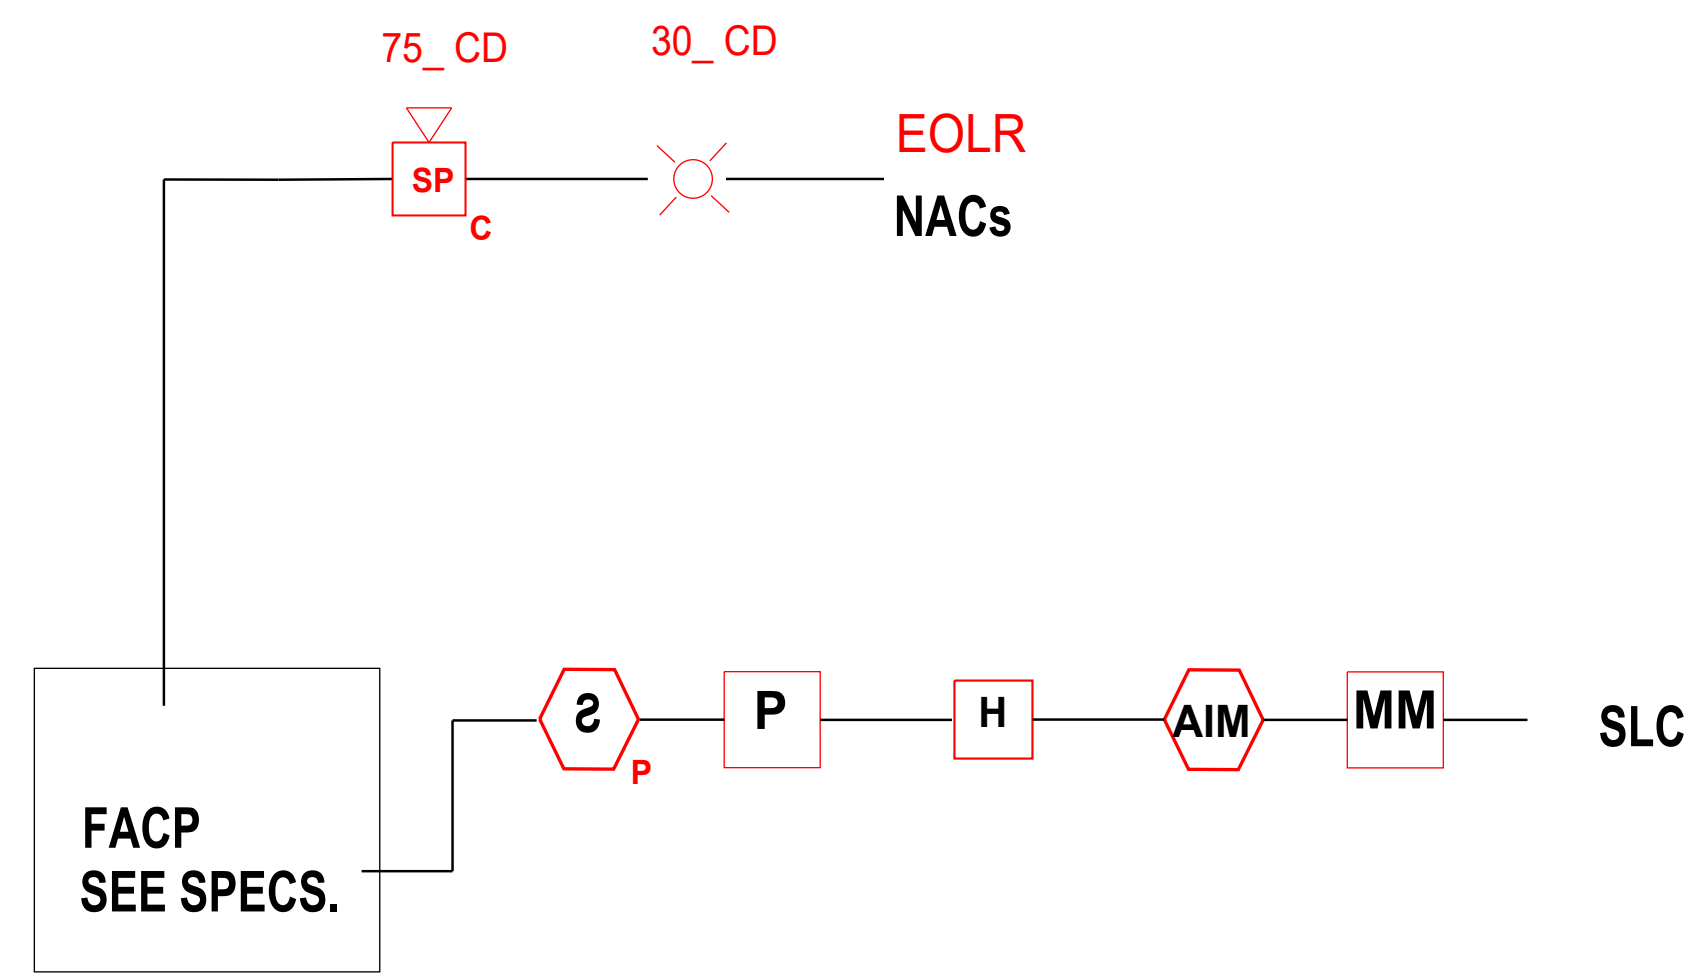 75_ CD
30_ CD
EOLR
SP
C
NACs
S
P
P
H
AIM
MM
SLC
FACP
SEE SPECS.